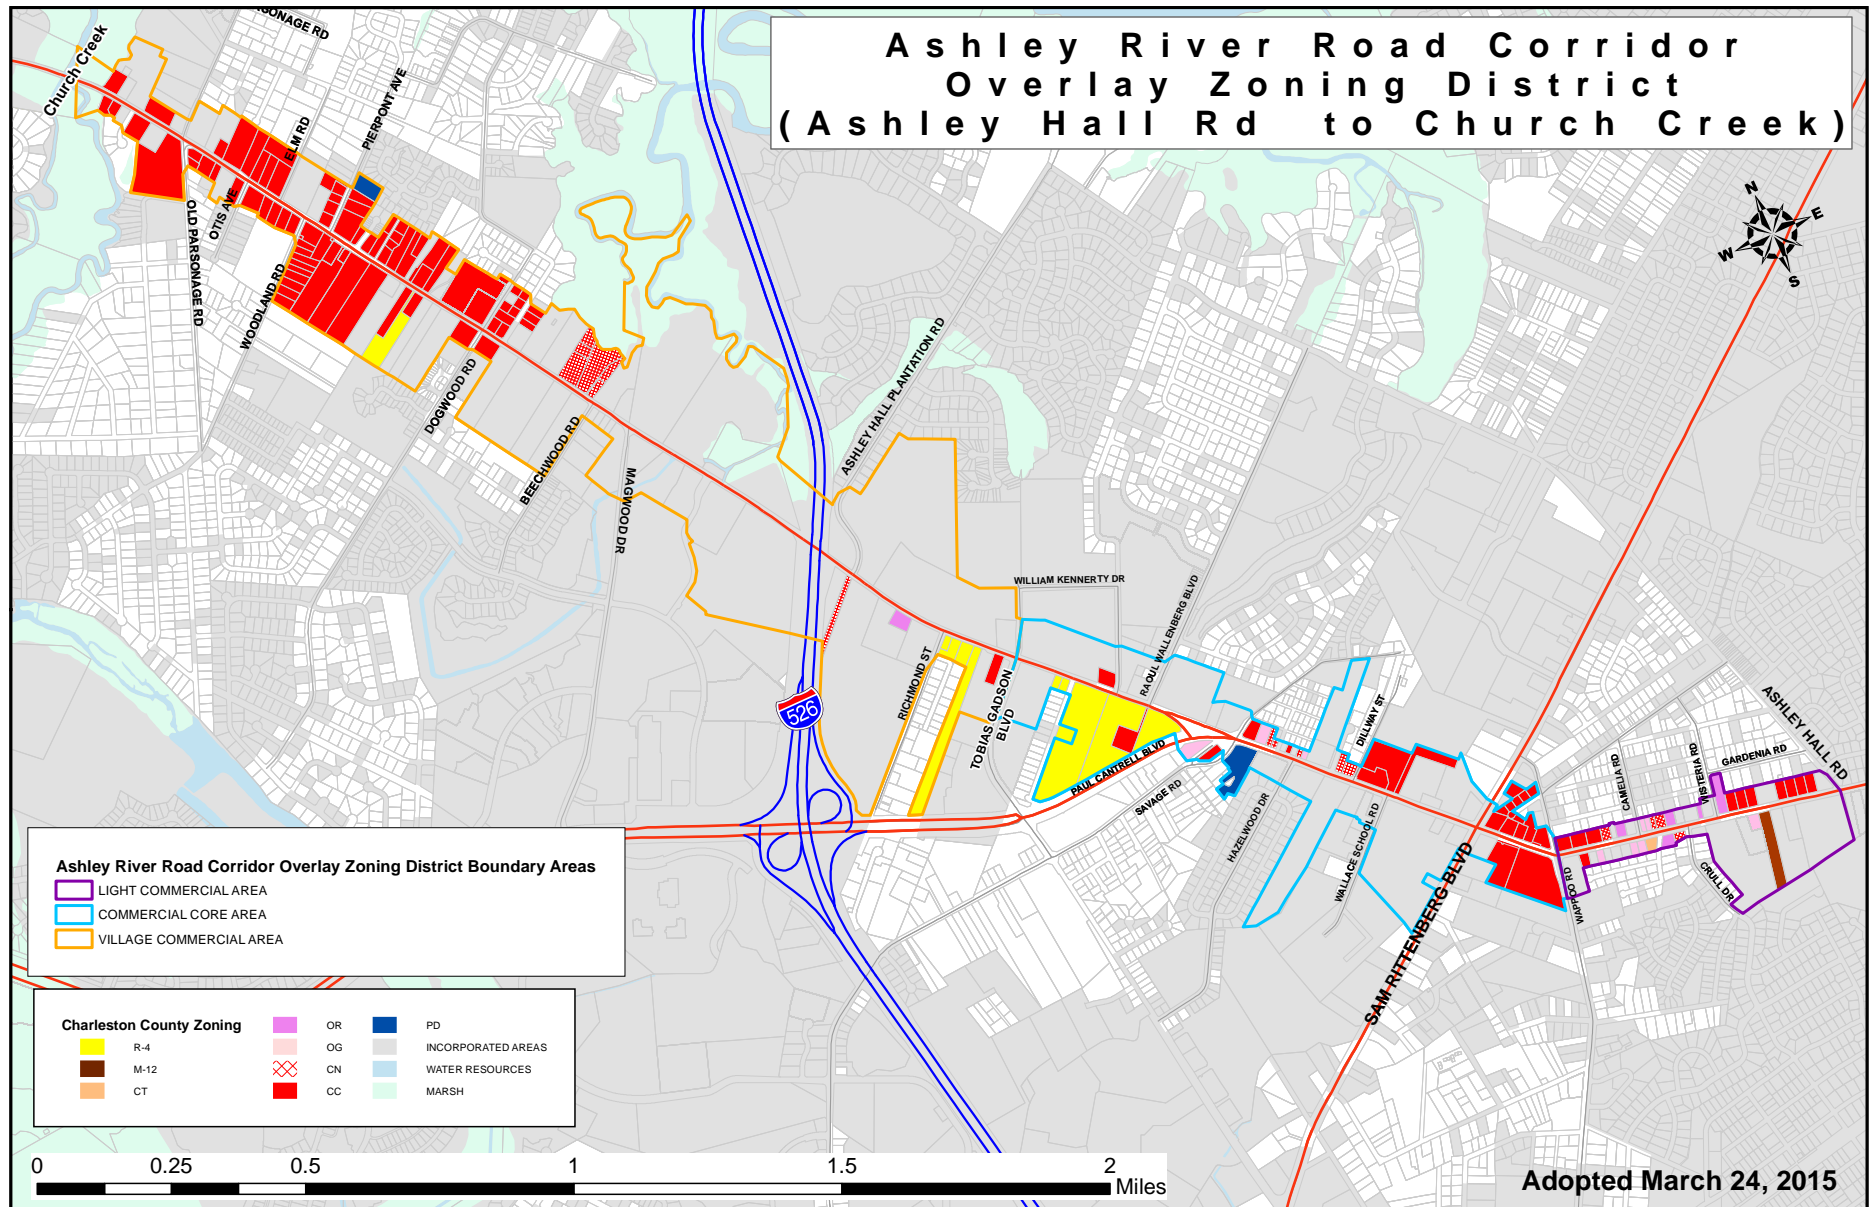 Ashley River Road Corridor
Overlay Zoning District
(Ashley Hall Rd to Church Creek)
Church Creek
SONAGE RD
PIERPONT AVE
ELM RD
OTIS AVE
OLD PARSONAGE RD
WOODLAND RD
DOGWOOD RD
BEECHWOOD RD
MAGWOOD DR
ASHLEY HALL PLANTATION RD
WILLIAM KENNERTY DR
RAOUL WALLENBERG BLVD
RICHMOND ST
TOBIAS GADSON
BLVD
PAUL CANTRELL BLVD
SAVAGE RD
HAZELWOOD DR
WALLACE SCHOOL RD
DILLWAY ST
SAM RITTENBERG BLVD
WAPPOO RD
CAMELIA RD
WISTERIA RD
GARDENIA RD
ASHLEY HALL RD
CRULL DR
526
N
E
W
S
Ashley River Road Corridor Overlay Zoning District Boundary Areas
LIGHT COMMERCIAL AREA
COMMERCIAL CORE AREA
VILLAGE COMMERCIAL AREA
Charleston County Zoning
R-4
M-12
CT
OR
OG
CN
CC
PD
INCORPORATED AREAS
WATER RESOURCES
MARSH
0 0.25 0.5 1 1.5 2
Miles
Adopted March 24, 2015